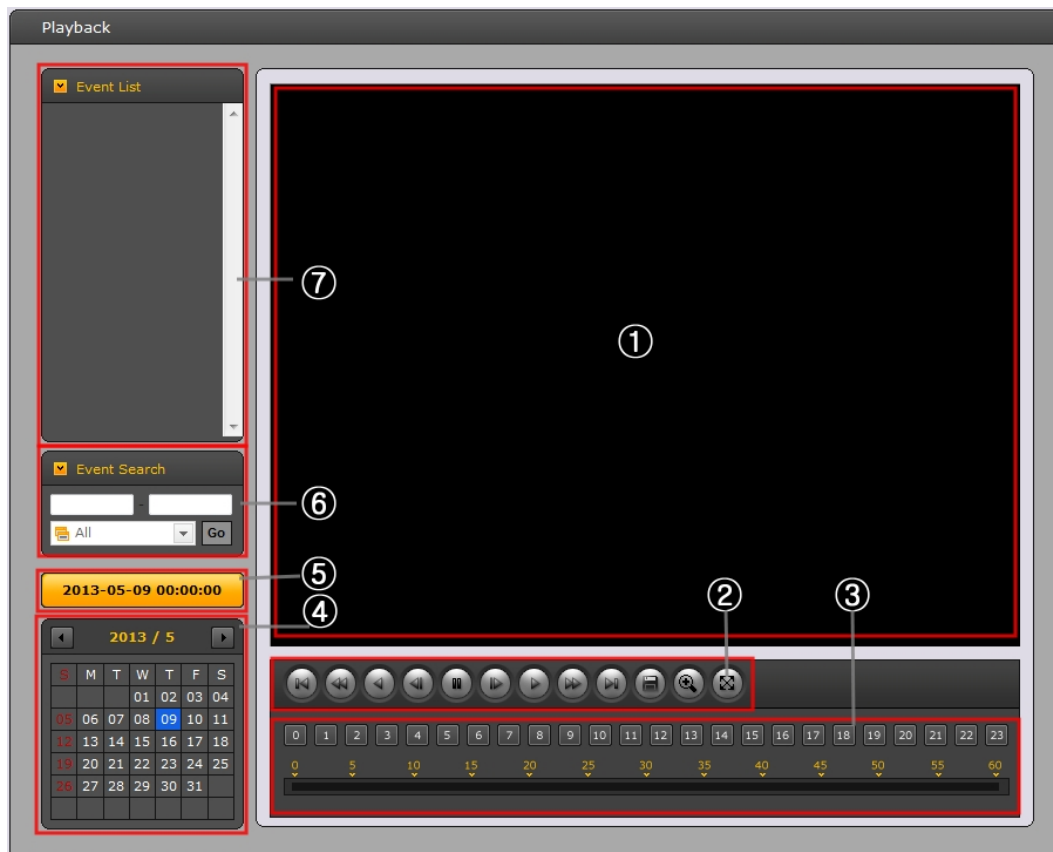 Playback
Event List
⑦
①
Event Search
-
⑥
All
Go
⑤
2013-05-09 00:00:00
④
②
③
2013 / 5
S M T W T F S
01 02 03 04
05 06 07 08 09 10 11
12 13 14 15 16 17 18
19 20 21 22 23 24 25
26 27 28 29 30 31
0 1 2 3 4 5 6 7 8 9 10 11 12 13 14 15 16 17 18 19 20 21 22 23
0 5 10 15 20 25 30 35 40 45 50 55 60